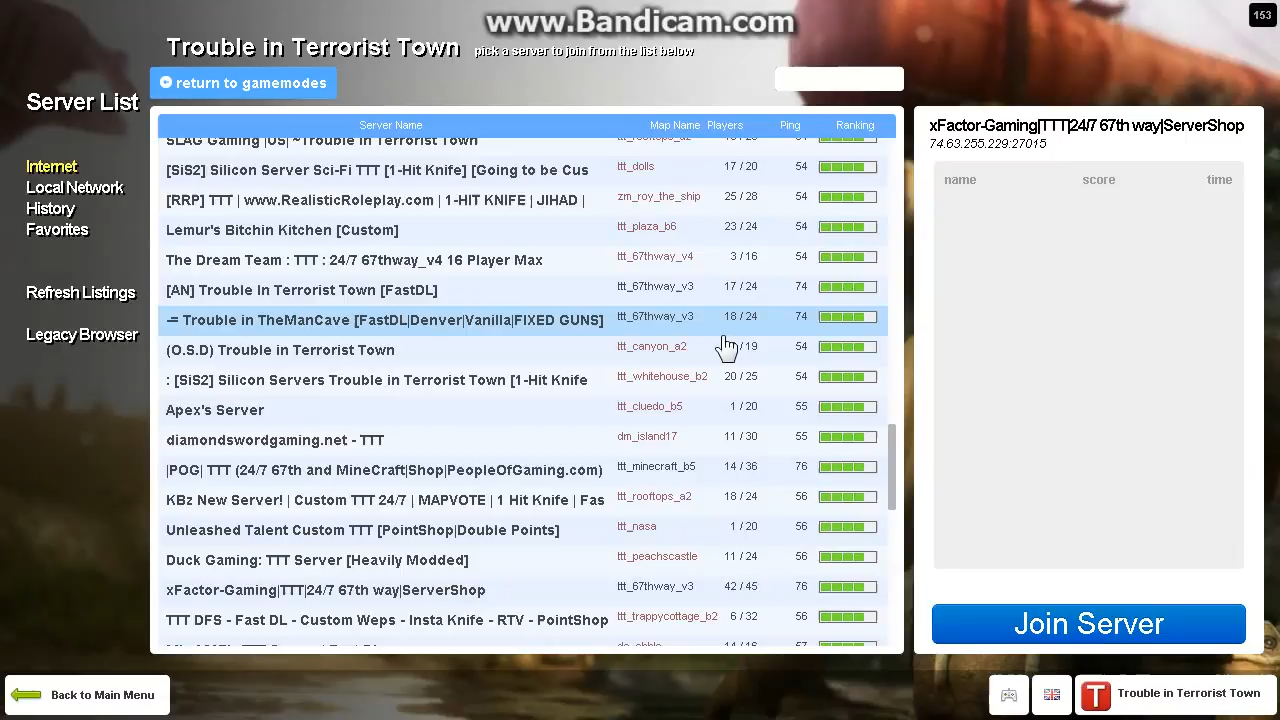 www.Bandicam.com
153
Trouble in Terrorist Town pick a server to join from the list below
return to gamemodes
Server List
Internet
Local Network
History
Favorites
Refresh Listings
Legacy Browser
Server Name Map Name Players Ping Ranking
SLAG Gaming |US| ~Trouble in Terrorist Town ttt_rooftops_a2
[SiS2] Silicon Server Sci-Fi TTT [1-Hit Knife] [Going to be Cus ttt_dolls 17 / 20 54
[RRP] TTT | www.RealisticRoleplay.com | 1-HIT KNIFE | JIHAD | zm_roy_the_ship 25 / 28 54
Lemur's Bitchin Kitchen [Custom] ttt_plaza_b6 23 / 24 54
The Dream Team : TTT : 24/7 67thway_v4 16 Player Max ttt_67thway_v4 3 / 16 54
[AN] Trouble In Terrorist Town [FastDL] ttt_67thway_v3 17 / 24 74
-= Trouble in TheManCave [FastDL|Denver|Vanilla|FIXED GUNS] ttt_67thway_v3 18 / 24 74
(O.S.D) Trouble in Terrorist Town ttt_canyon_a2 / 19 54
: [SiS2] Silicon Servers Trouble in Terrorist Town [1-Hit Knife ttt_whitehouse_b2 20 / 25 54
Apex's Server ttt_cluedo_b5 1 / 20 55
diamondswordgaming.net - TTT dm_island17 11 / 30 55
|POG| TTT (24/7 67th and MineCraft|Shop|PeopleOfGaming.com) ttt_minecraft_b5 14 / 36 76
KBz New Server! | Custom TTT 24/7 | MAPVOTE | 1 Hit Knife | Fas ttt_rooftops_a2 18 / 24 56
Unleashed Talent Custom TTT [PointShop|Double Points] ttt_nasa 1 / 20 56
Duck Gaming: TTT Server [Heavily Modded] ttt_peachscastle 11 / 24 56
xFactor-Gaming|TTT|24/7 67th way|ServerShop ttt_67thway_v3 42 / 45 76
TTT DFS - Fast DL - Custom Weps - Insta Knife - RTV - PointShop ttt_trappycottage_b2 6 / 32 56
xFactor-Gaming|TTT|24/7 67th way|ServerShop
74.63.255.229:27015
name score time
Join Server
Back to Main Menu
T Trouble in Terrorist Town